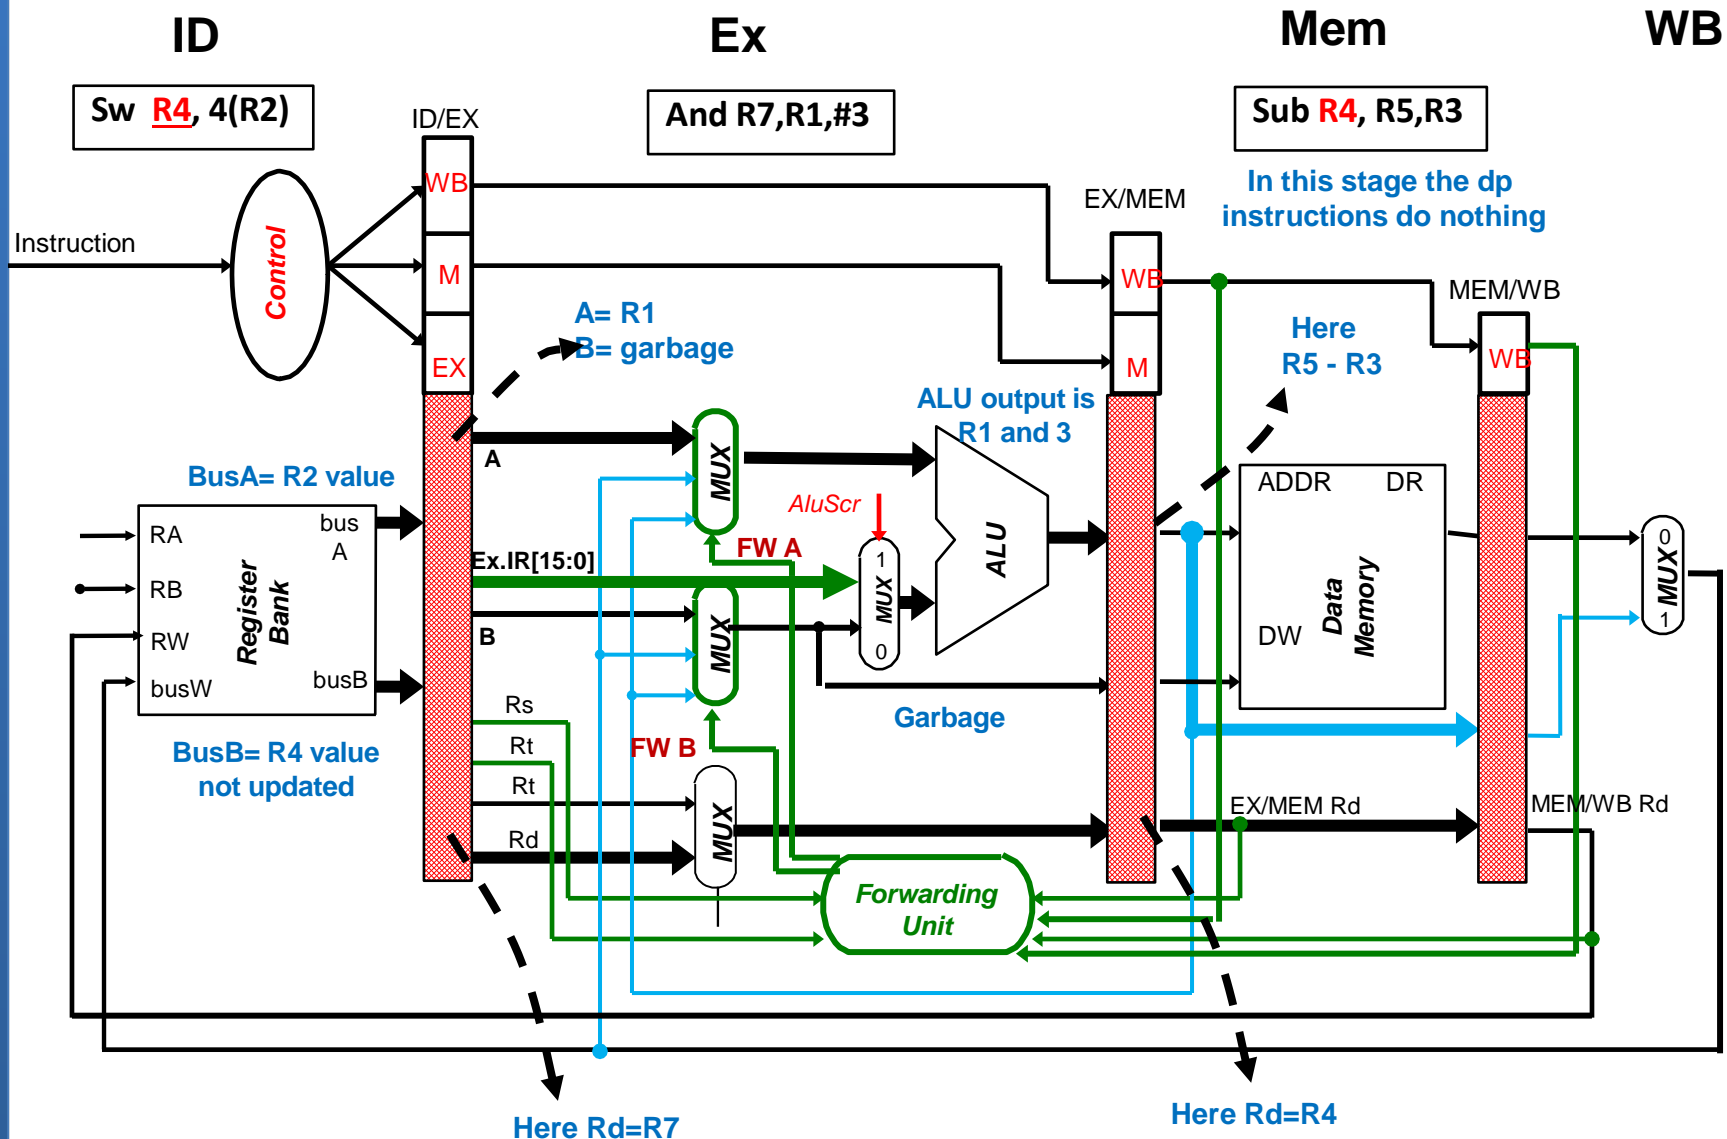 ID
Ex
Mem
WB
Sw R4, 4(R2)
And R7,R1,#3
Sub R4, R5,R3
ID/EX
In this stage the dp
instructions do nothing
WB
EX/MEM
Instruction
Control
M
WB
MEM/WB
A= R1
B= garbage
Here
R5 - R3
EX
M
WB
ALU output is
R1 and 3
A
MUX
BusA= R2 value
ADDR
DR
AluScr
bus
A
RA
FW A
Ex.IR[15:0]
1
MUX
0
ALU
0
MUX
1
RB
Register
Bank
B
MUX
Data
Memory
DW
RW
busB
busW
Rs
Garbage
BusB= R4 value
not updated
Rt
FW B
Rt
MUX
EX/MEM Rd
MEM/WB Rd
Rd
Forwarding
Unit
Here Rd=R7
Here Rd=R4